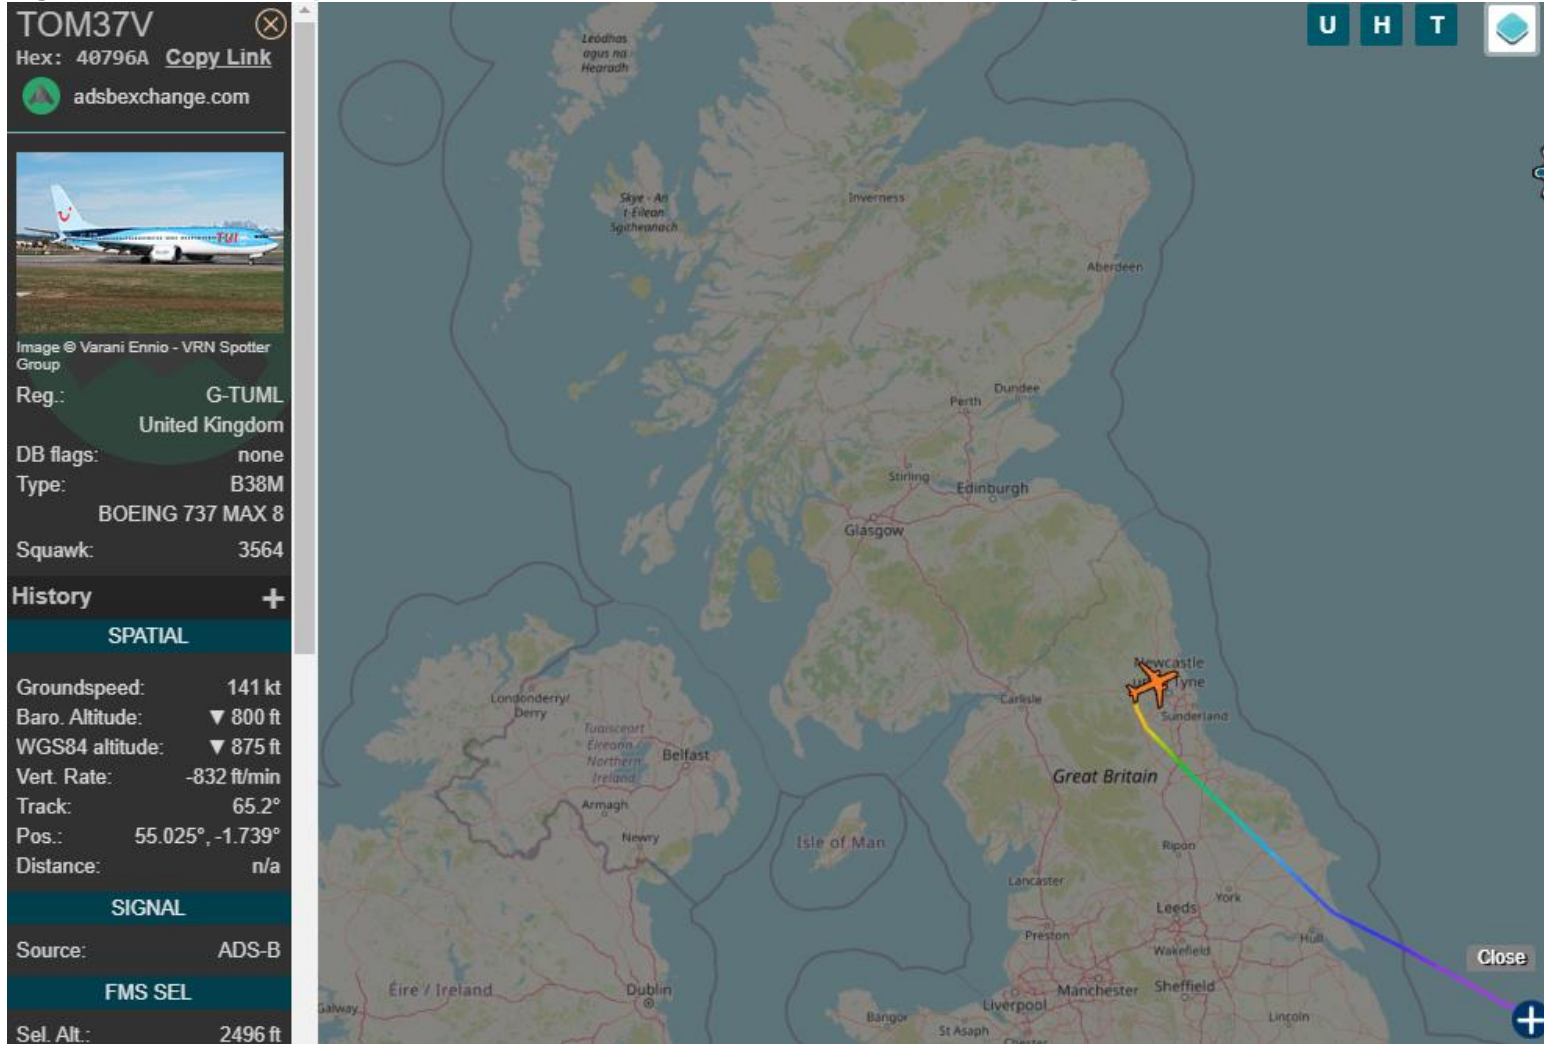 TOM37V
Hex: 40796A Copy Link
adsbexchange.com
TUI
Image © Varani Ennio - VRN Spotter
Group
Reg.: G-TUML
United Kingdom
DB flags: none
Type: B38M
BOEING 737 MAX 8
Squawk: 3564
History +
SPATIAL
Groundspeed: 141 kt
Baro. Altitude: ▼ 800 ft
WGS84 altitude: ▼ 875 ft
Vert. Rate: -832 ft/min
Track: 65.2°
Pos.: 55.025°, -1.739°
Distance: n/a
SIGNAL
Source: ADS-B
FMS SEL
Sel. Alt.: 2496 ft
U H T
Leòdhas
agus na
Hearadh
Skye - An
t-Eilean
Sgitheanach
Inverness
Aberdeen
Dundee
Perth
Stirling
Edinburgh
Glasgow
Newcastle
Tyne
Carlisle
Sunderland
Londonderry/
Derry
Tuaisceart
Éireann /
Northern
Ireland
Belfast
Great Britain
Armagh
Newry
Isle of Man
Ripon
Lancaster
York
Leeds
Preston
Wakefield
Hull
Close
Éire / Ireland
Dublin
Manchester
Sheffield
Galway
Liverpool
Bangor
St Asaph
Lincoln
Chester